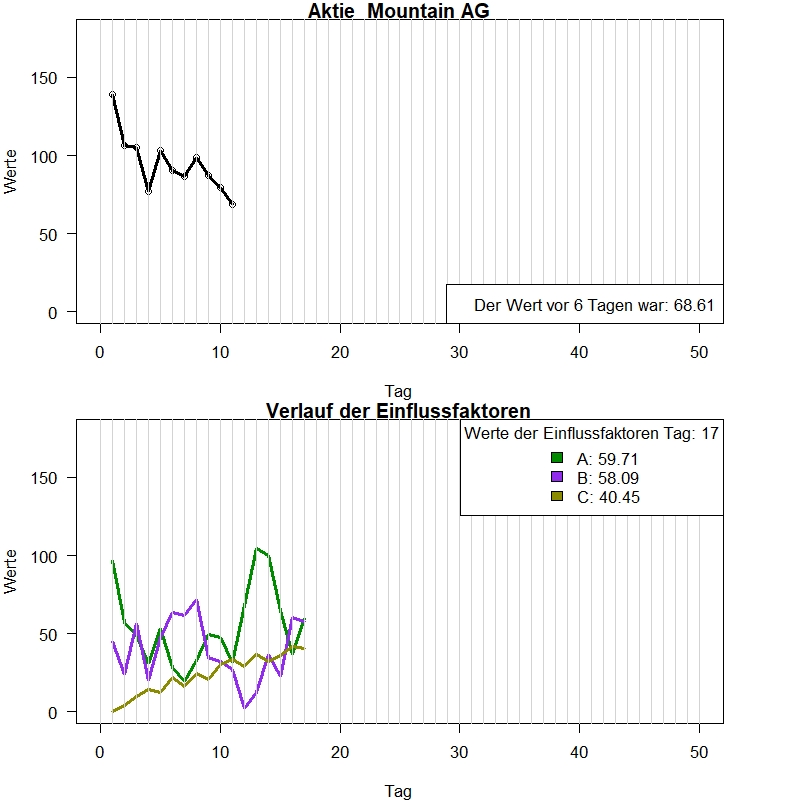 Aktie  Mountain AG
Werte
150
100
50
0
Der Wert vor 6 Tagen war: 68.61
0 10 20 30 40 50
Tag
Verlauf der Einflussfaktoren
Werte
150
100
50
0
Werte der Einflussfaktoren Tag: 17
A: 59.71
B: 58.09
C: 40.45
0 10 20 30 40 50
Tag